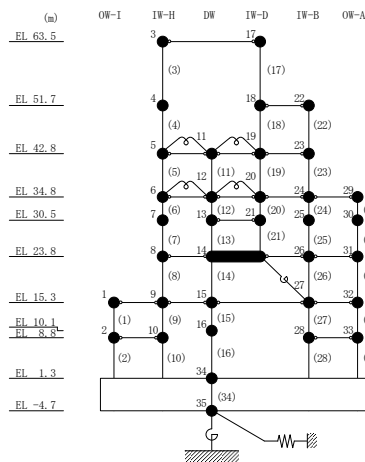 (m) OW-I IW-H DW IW-D IW-B OW-A
EL 63.5 3 17
(3) (17)
EL 51.7 4 18 22
(4) 11 (18) (22)
EL 42.8 5 19 23
(5) 12 (11) 20 (19) (23)
EL 34.8 6 24 29
(6) (12) (20) (24)
EL 30.5 7 13 21 25 30
(7) (13) (21) (25)
EL 23.8 8 14 26 31
(8) (14) 27 (26)
EL 15.3 1 9 15 32
EL 10.1 (1) (9) 16 (15) (27)
EL 8.8 2 10 28 33
(2) (10) (16) (28)
EL 1.3 34
(34)
EL -4.7 35